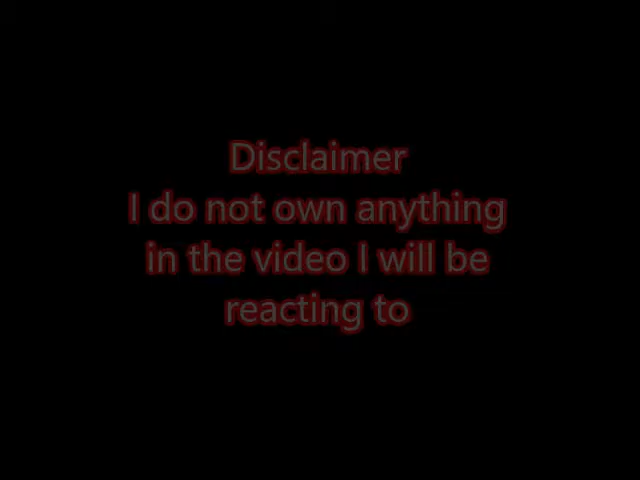 Disclaimer
I do not own anything
in the video I will be
reacting to